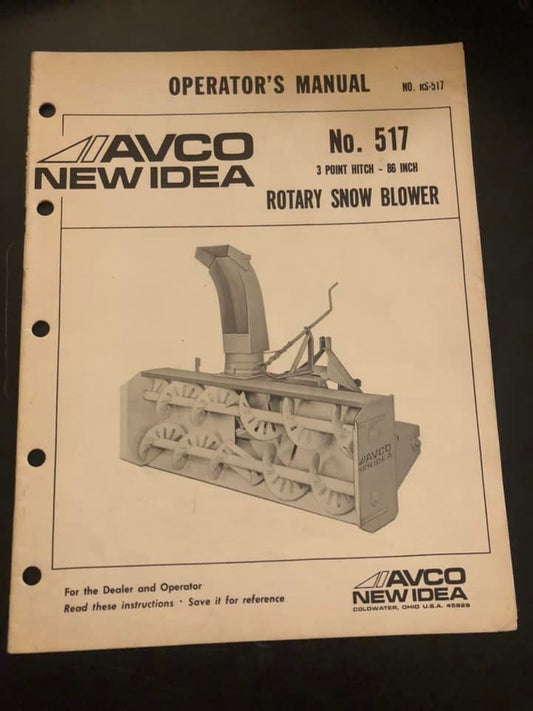 OPERATOR'S MANUAL NO. RS-517
AVCO
NEW IDEA
No. 517
3 POINT HITCH - 86 INCH
ROTARY SNOW BLOWER
AVCO
NEW IDEA
For the Dealer and Operator
Read these instructions · Save it for reference
AVCO
NEW IDEA
COLDWATER, OHIO U.S.A. 45828